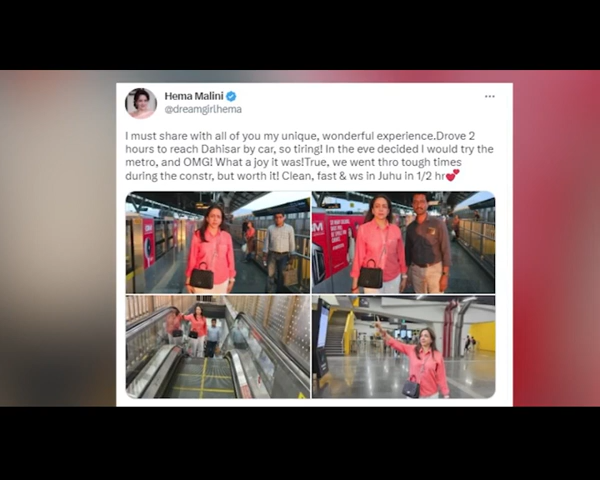 Hema Malini
@dreamgirlhema
I must share with all of you my unique, wonderful experience.Drove 2
hours to reach Dahisar by car, so tiring! In the eve decided I would try the
metro, and OMG! What a joy it was!True, we went thro tough times
during the constr, but worth it! Clean, fast & ws in Juhu in 1/2 hr